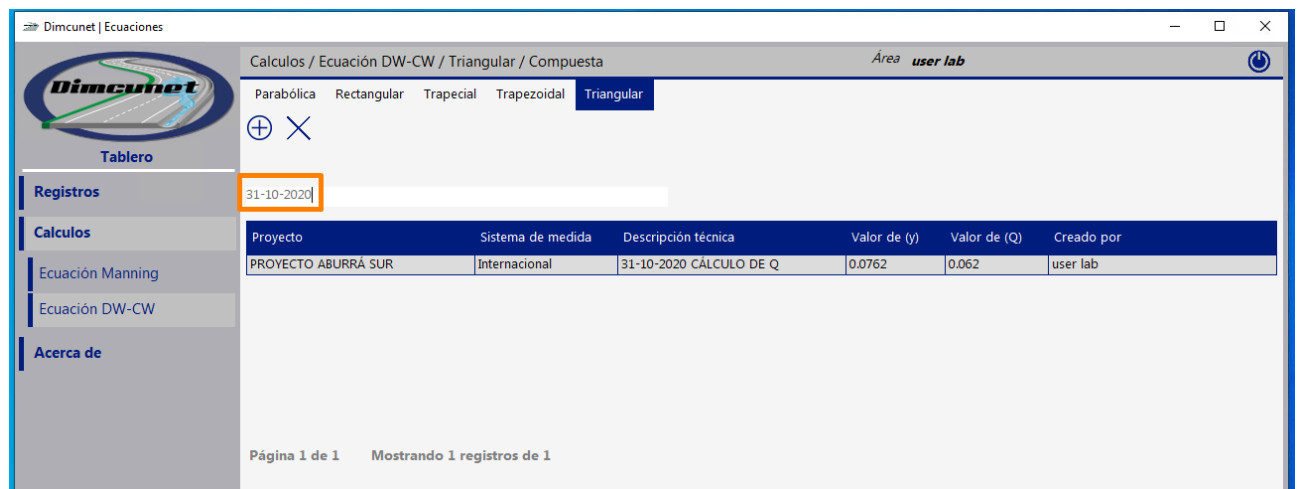 Dimcunet | Ecuaciones
Dimcunet
Tablero
Registros
Calculos
Ecuación Manning
Ecuación DW-CW
Acerca de
Calculos / Ecuación DW-CW / Triangular / Compuesta Área user lab
Parabólica Rectangular Trapecial Trapezoidal Triangular
31-10-2020
Proyecto Sistema de medida Descripción técnica Valor de (y) Valor de (Q) Creado por
PROYECTO ABURRÁ SUR Internacional 31-10-2020 CÁLCULO DE Q 0.0762 0.062 user lab
Página 1 de 1 Mostrando 1 registros de 1